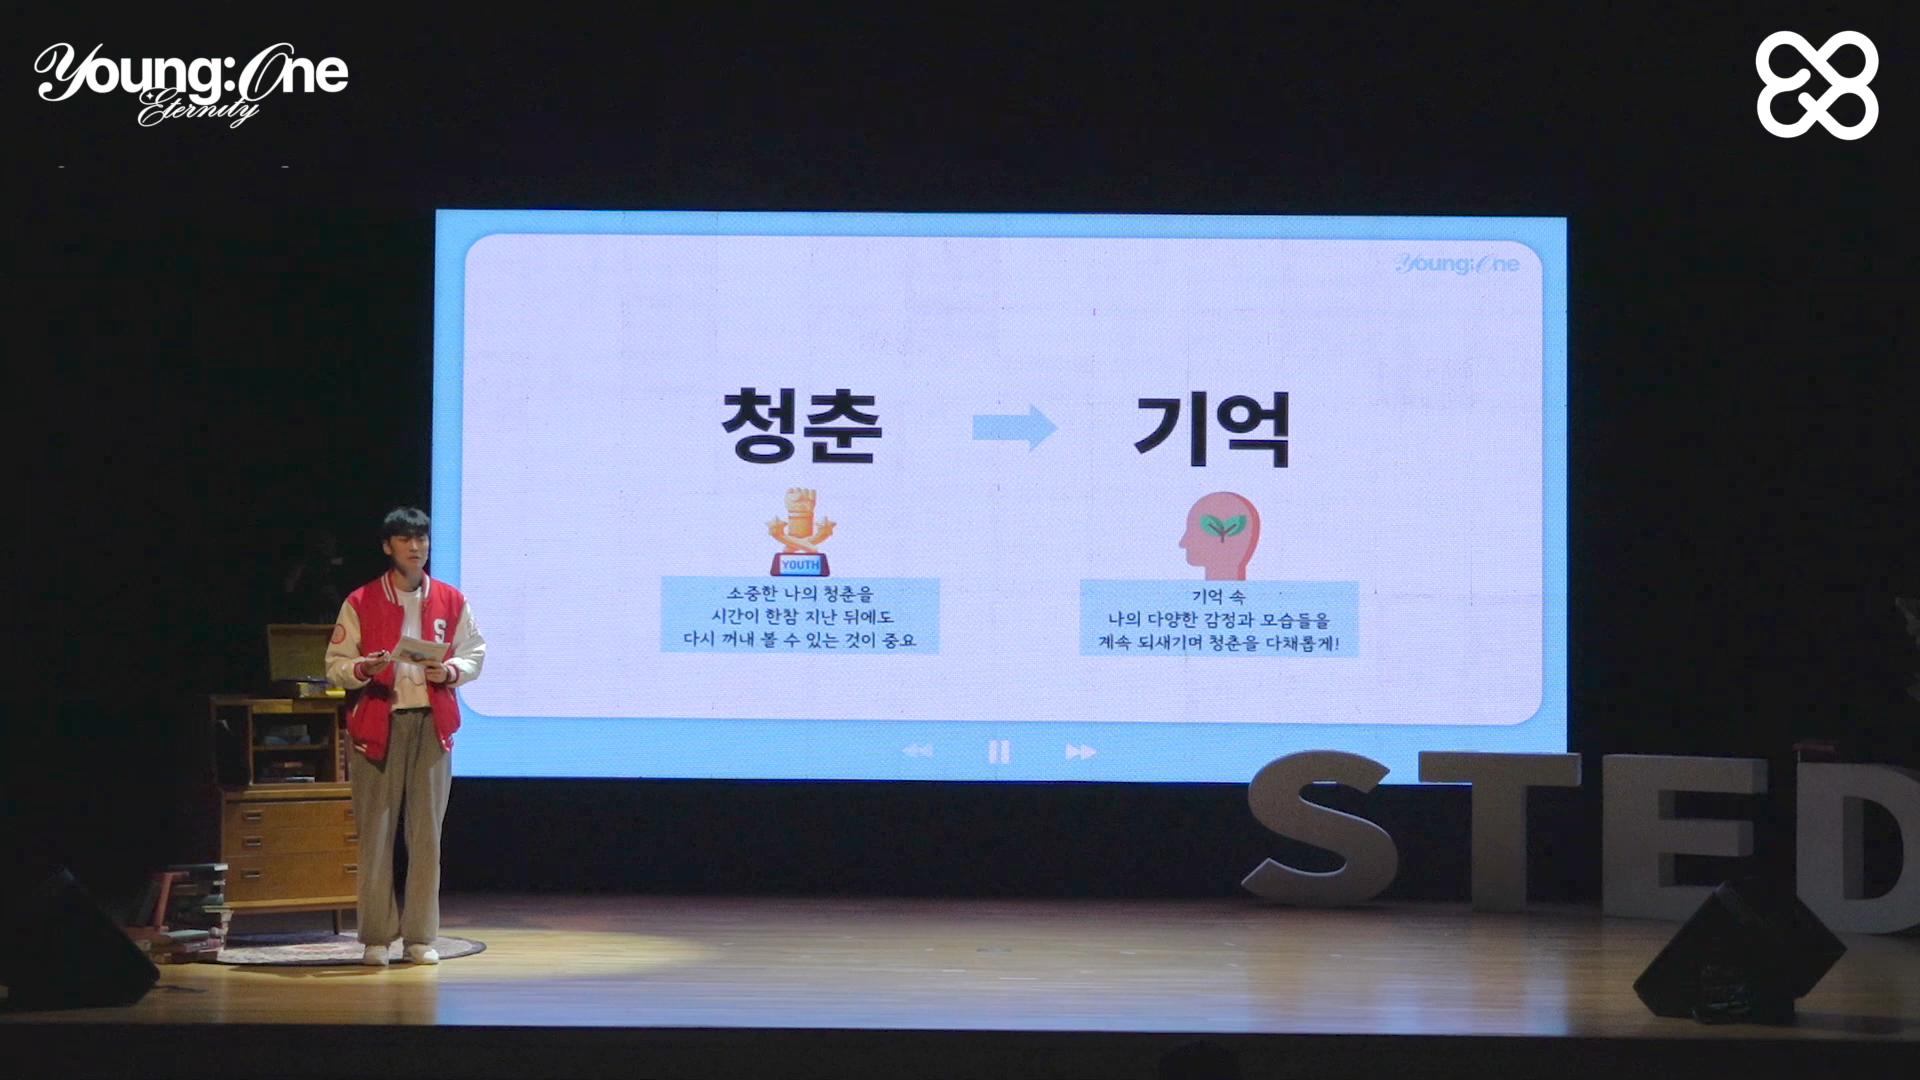 Young:One
Eternity
Young:One
청춘
기억
YOUTH
소중한 나의 청춘을
시간이 한참 지난 뒤에도
다시 꺼내 볼 수 있는 것이 중요
기억 속
나의 다양한 감정과 모습들을
계속 되새기며 청춘을 다채롭게!
S
STED